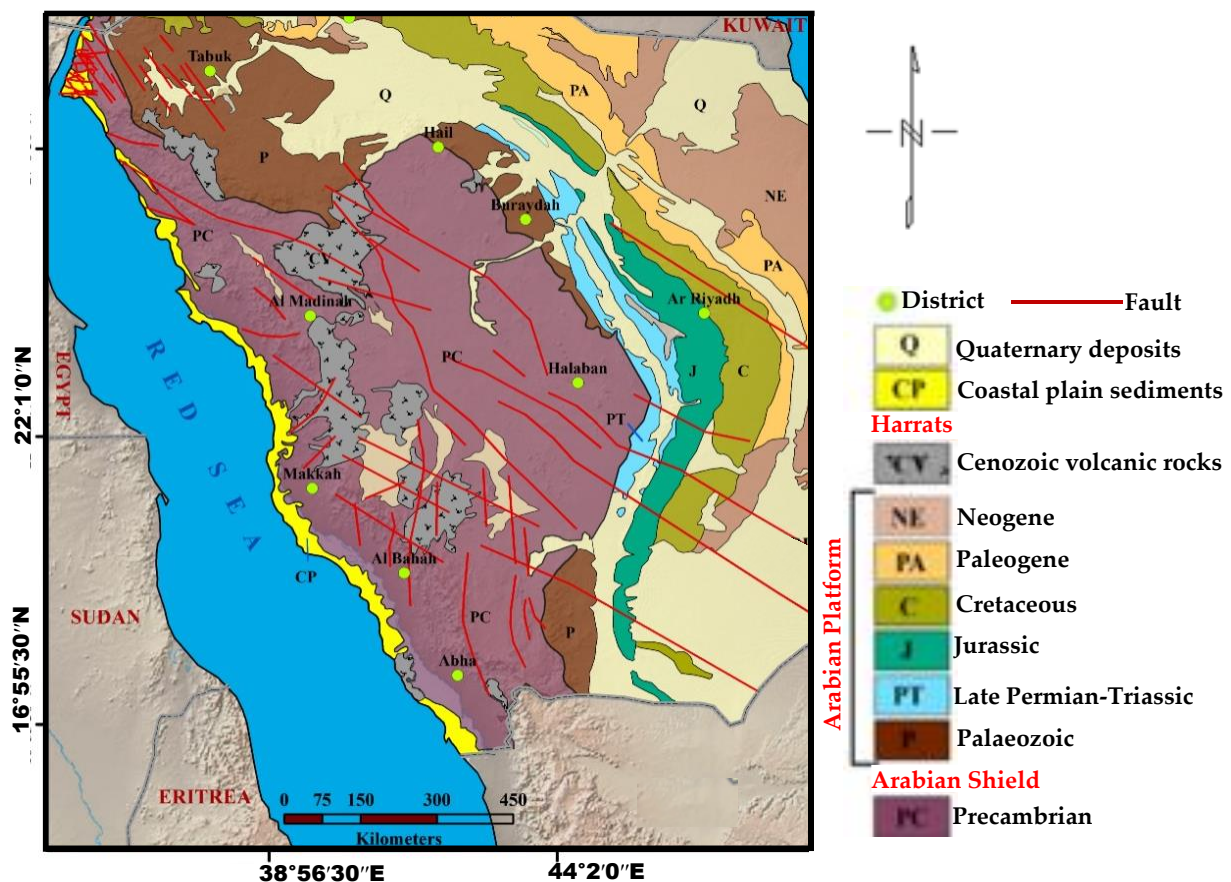 KUWAIT
Tabuk
PA
Q
Q
Hail
P
NE
Buraydah
PC
CV
PA
Al Madinah
Ar Riyadh
RED SEA
EGYPT
PC
Halaban
J
C
PT
22°1'0"N
Makkah
Al Bahah
CP
SUDAN
PC
P
Abha
16°55'30"N
ERITREA
0 75 150 300 450
Kilometers
38°56'30"E 44°2'0"E
N
District Fault
Q Quaternary deposits
CP Coastal plain sediments
Harrats
CV Cenozoic volcanic rocks
Arabian Platform
NE Neogene
PA Paleogene
C Cretaceous
J Jurassic
PT Late Permian-Triassic
P Palaeozoic
Arabian Shield
PC Precambrian